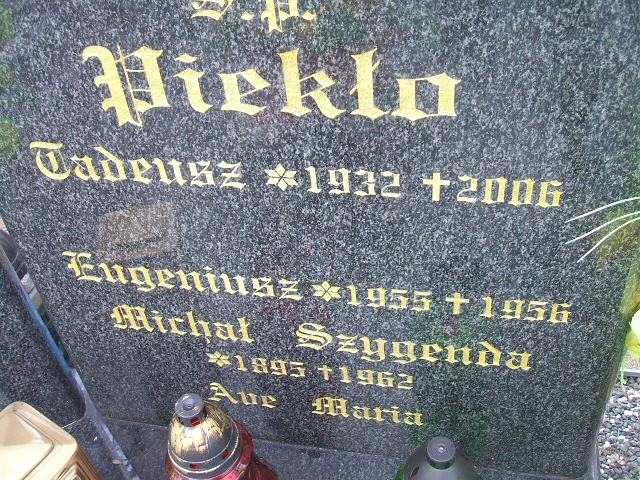 Ś.p.
Piekło
Tadeusz *1932 +2006
Eugeniusz *1955 +1956
Michał Szygenda
*1895 +1962
Ave Maria